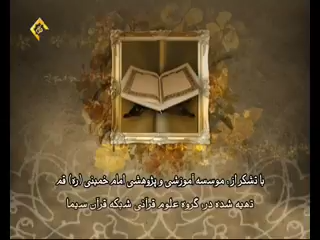 با تشکر از، موسسه آموزشی و پژوهشی امام خمینی (ره) قم
تهیه شده در، گروه علوم قرآنی شبکه قرآن سیما